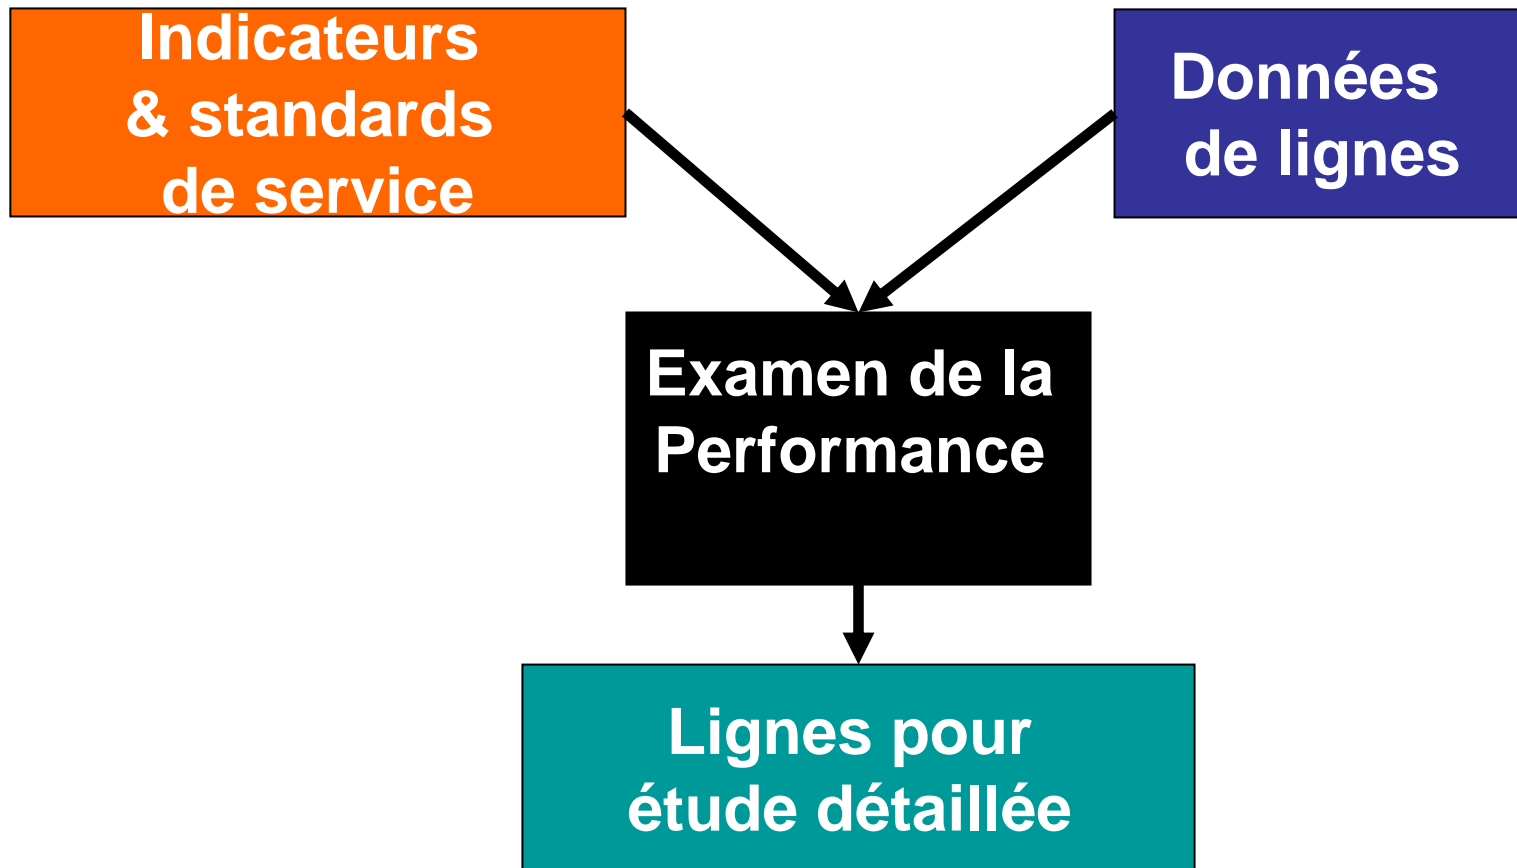 Indicateurs
& standards
de service
Données
de lignes
Examen de la
Performance
Lignes pour
étude détaillée